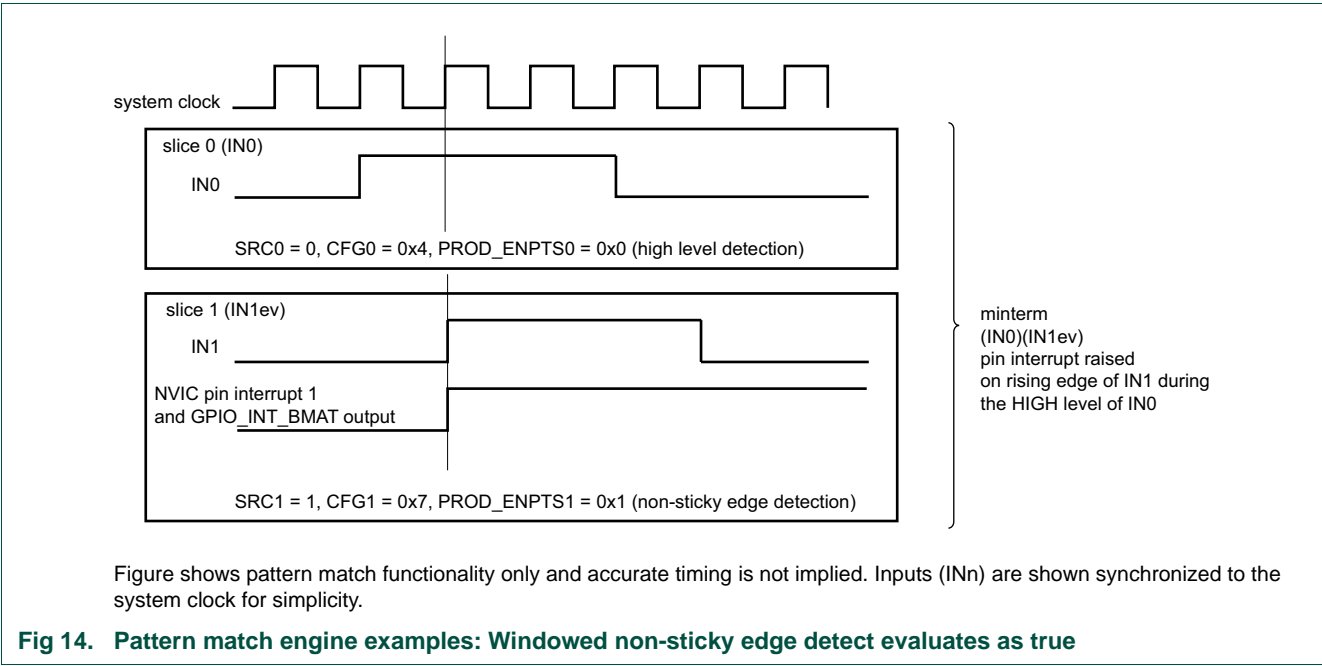 system clock
slice 0 (IN0)
IN0
SRC0 = 0, CFG0 = 0x4, PROD_ENPTS0 = 0x0 (high level detection)
slice 1 (IN1ev)
IN1
NVIC pin interrupt 1
and GPIO_INT_BMAT output
SRC1 = 1, CFG1 = 0x7, PROD_ENPTS1 = 0x1 (non-sticky edge detection)
minterm
(IN0)(IN1ev)
pin interrupt raised
on rising edge of IN1 during
the HIGH level of IN0
Figure shows pattern match functionality only and accurate timing is not implied. Inputs (INn) are shown synchronized to the
system clock for simplicity.
Fig 14. Pattern match engine examples: Windowed non-sticky edge detect evaluates as true